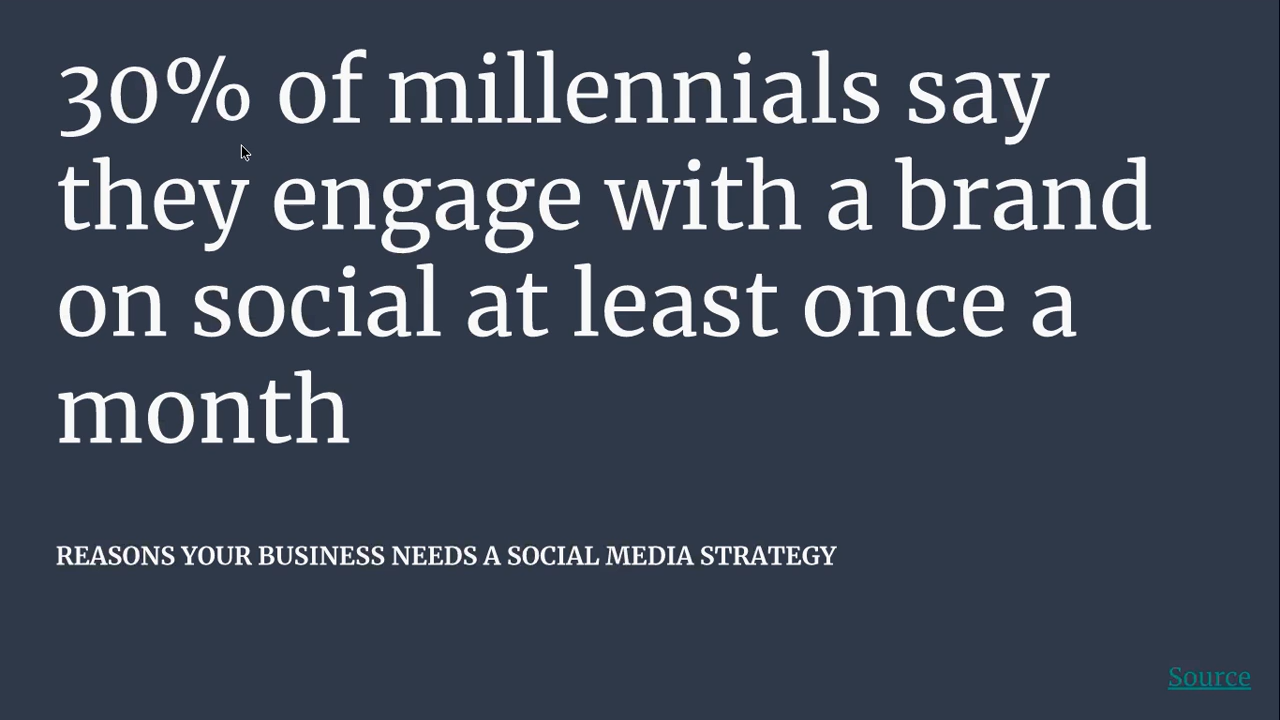 30% of millennials say
they engage with a brand
on social at least once a
month
REASONS YOUR BUSINESS NEEDS A SOCIAL MEDIA STRATEGY
Source